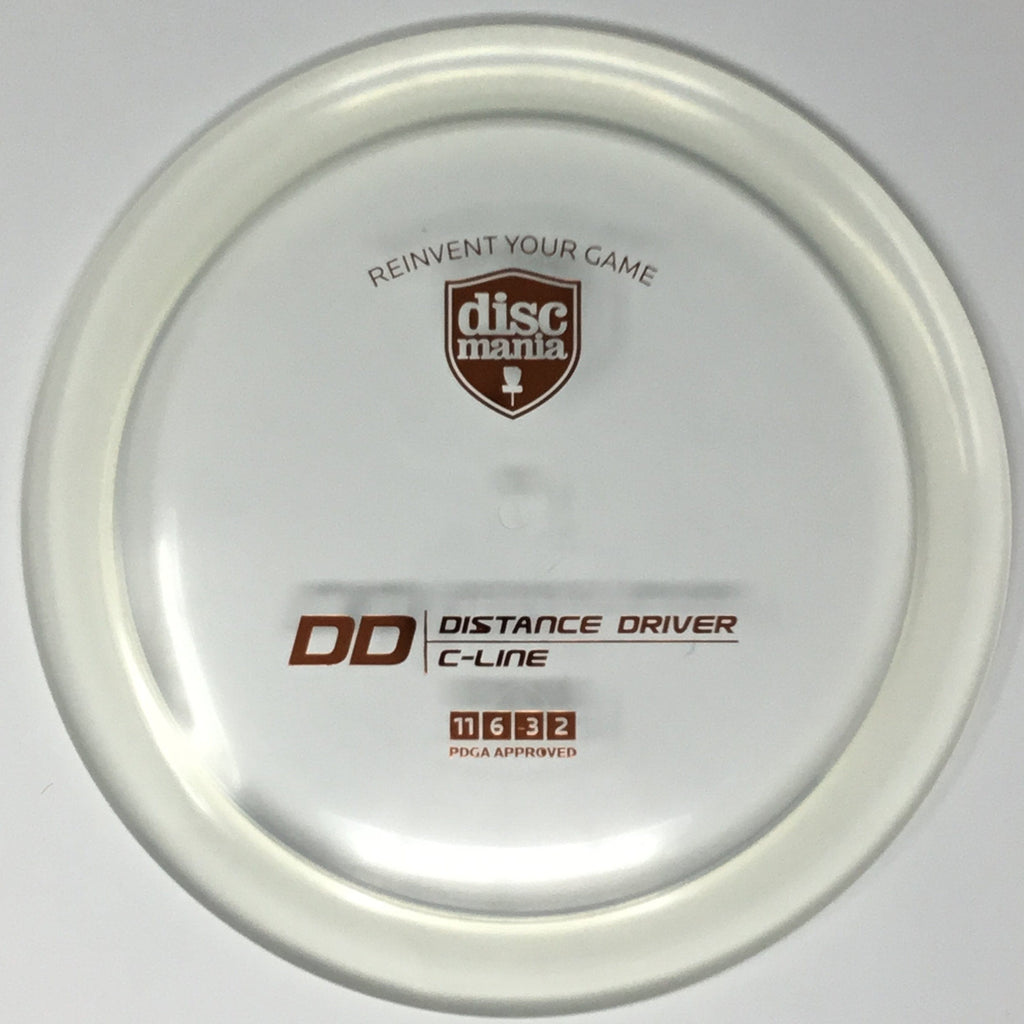 REINVENT YOUR GAME
disc
mania
DD
DISTANCE DRIVER
C-LINE
11 6 -3 2
PDGA APPROVED